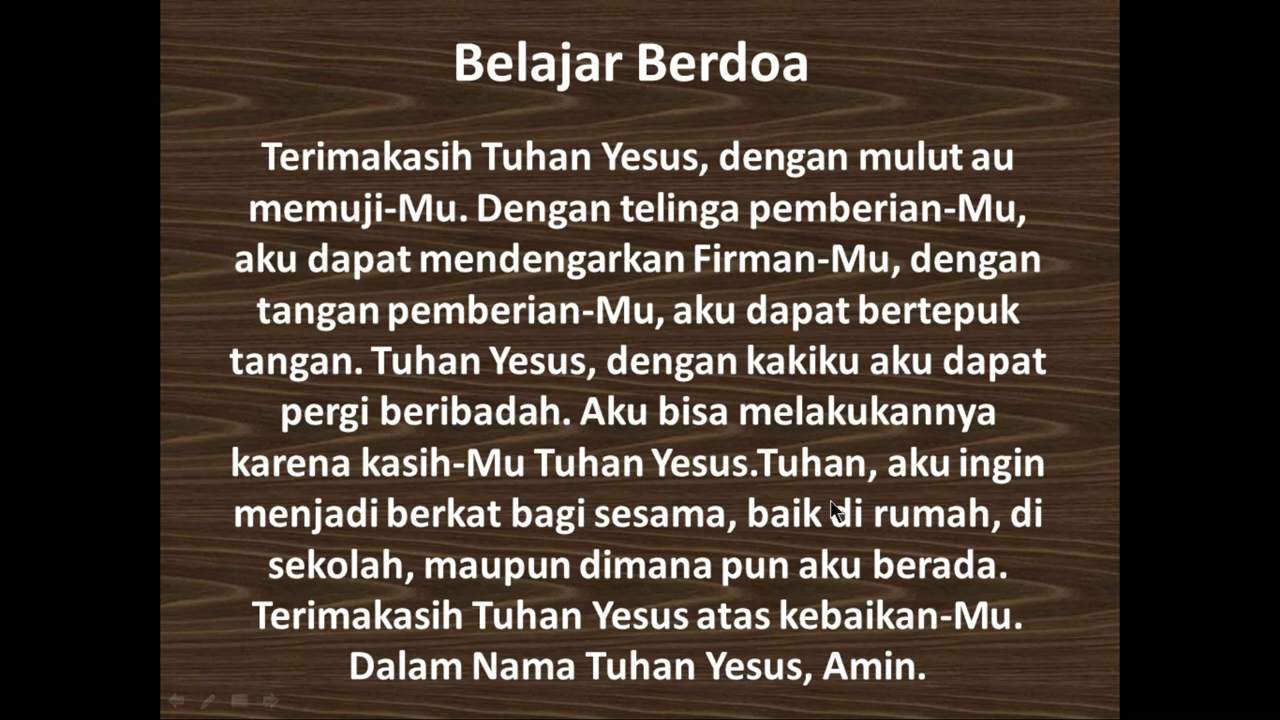 Belajar Berdoa
Terimakasih Tuhan Yesus, dengan mulut au
memuji-Mu. Dengan telinga pemberian-Mu,
aku dapat mendengarkan Firman-Mu, dengan
tangan pemberian-Mu, aku dapat bertepuk
tangan. Tuhan Yesus, dengan kakiku aku dapat
pergi beribadah. Aku bisa melakukannya
karena kasih-Mu Tuhan Yesus.Tuhan, aku ingin
menjadi berkat bagi sesama, baik di rumah, di
sekolah, maupun dimana pun aku berada.
Terimakasih Tuhan Yesus atas kebaikan-Mu.
Dalam Nama Tuhan Yesus, Amin.